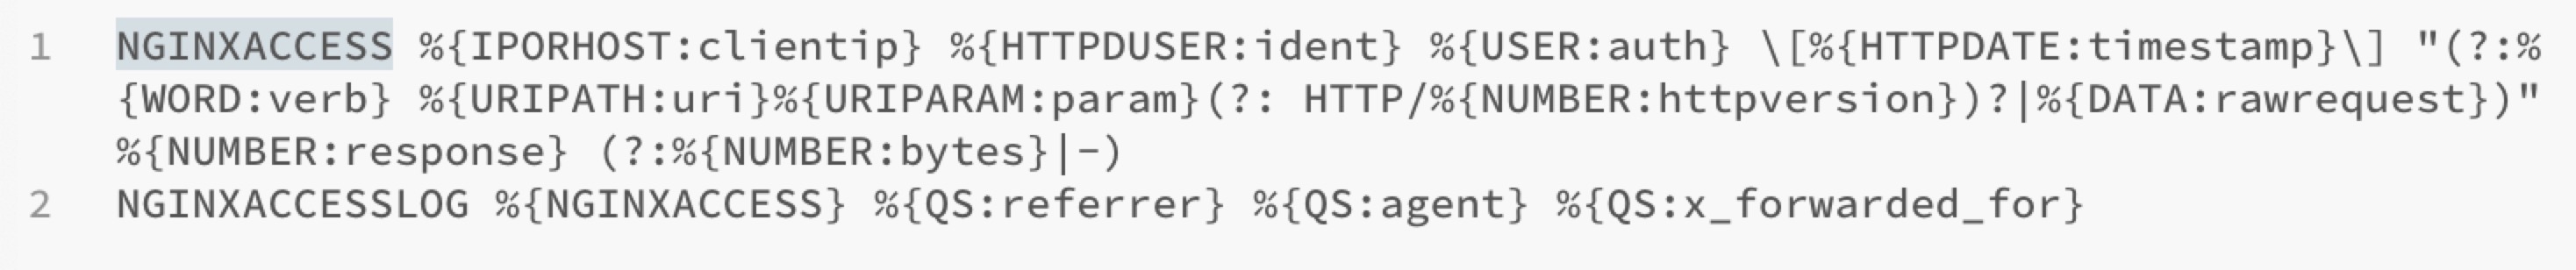 1 NGINXACCESS %{IPORHOST:clientip} %{HTTPDUSER:ident} %{USER:auth} \[%{HTTPDATE:timestamp}\] "(?:%
{WORD:verb} %{URIPATH:uri}%{URIPARAM:param}(?: HTTP/%{NUMBER:httpversion})?|%{DATA:rawrequest})"
%{NUMBER:response} (?:%{NUMBER:bytes}|-)
2 NGINXACCESSLOG %{NGINXACCESS} %{QS:referrer} %{QS:agent} %{QS:x_forwarded_for}